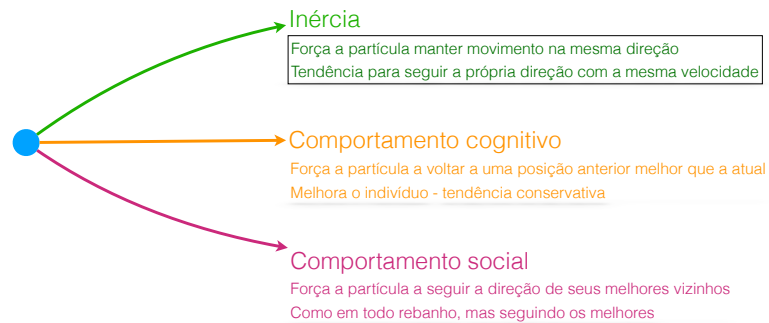 Inércia
Força a partícula manter movimento na mesma direção
Tendência para seguir a própria direção com a mesma velocidade
Comportamento cognitivo
Força a partícula a voltar a uma posição anterior melhor que a atual
Melhora o indivíduo - tendência conservativa
Comportamento social
Força a partícula a seguir a direção de seus melhores vizinhos
Como em todo rebanho, mas seguindo os melhores